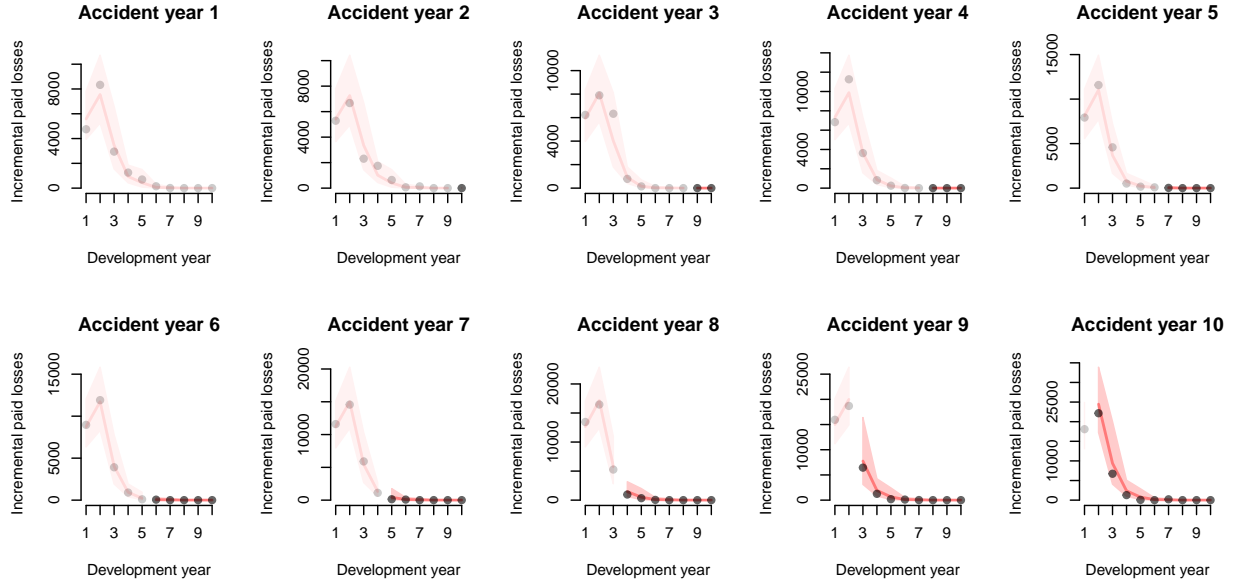 Accident year 1
Incremental paid losses
0 4000 8000
1 3 5 7 9
Development year
Accident year 2
Incremental paid losses
0 4000 8000
1 3 5 7 9
Development year
Accident year 3
Incremental paid losses
0 4000 10000
1 3 5 7 9
Development year
Accident year 4
Incremental paid losses
0 4000 10000
1 3 5 7 9
Development year
Accident year 5
Incremental paid losses
0 5000 15000
1 3 5 7 9
Development year
Accident year 6
Incremental paid losses
0 5000 15000
1 3 5 7 9
Development year
Accident year 7
Incremental paid losses
0 10000 20000
1 3 5 7 9
Development year
Accident year 8
Incremental paid losses
0 10000 20000
1 3 5 7 9
Development year
Accident year 9
Incremental paid losses
0 10000 25000
1 3 5 7 9
Development year
Accident year 10
Incremental paid losses
0 10000 25000
1 3 5 7 9
Development year